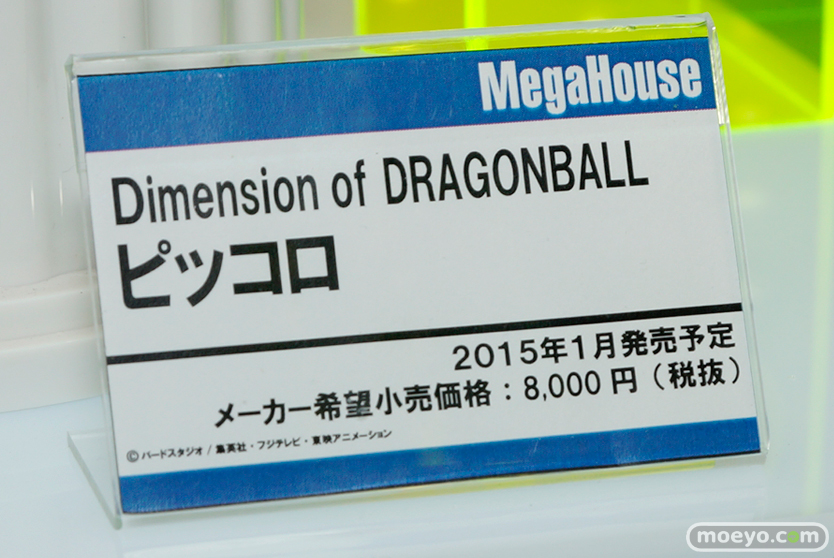 MegaHouse
Dimension of DRAGONBALL
ピッコロ
2015年1月発売予定
メーカー希望小売価格：8,000円（税抜）
©バードスタジオ / 集英社・フジテレビ・東映アニメーション
moeyo.com